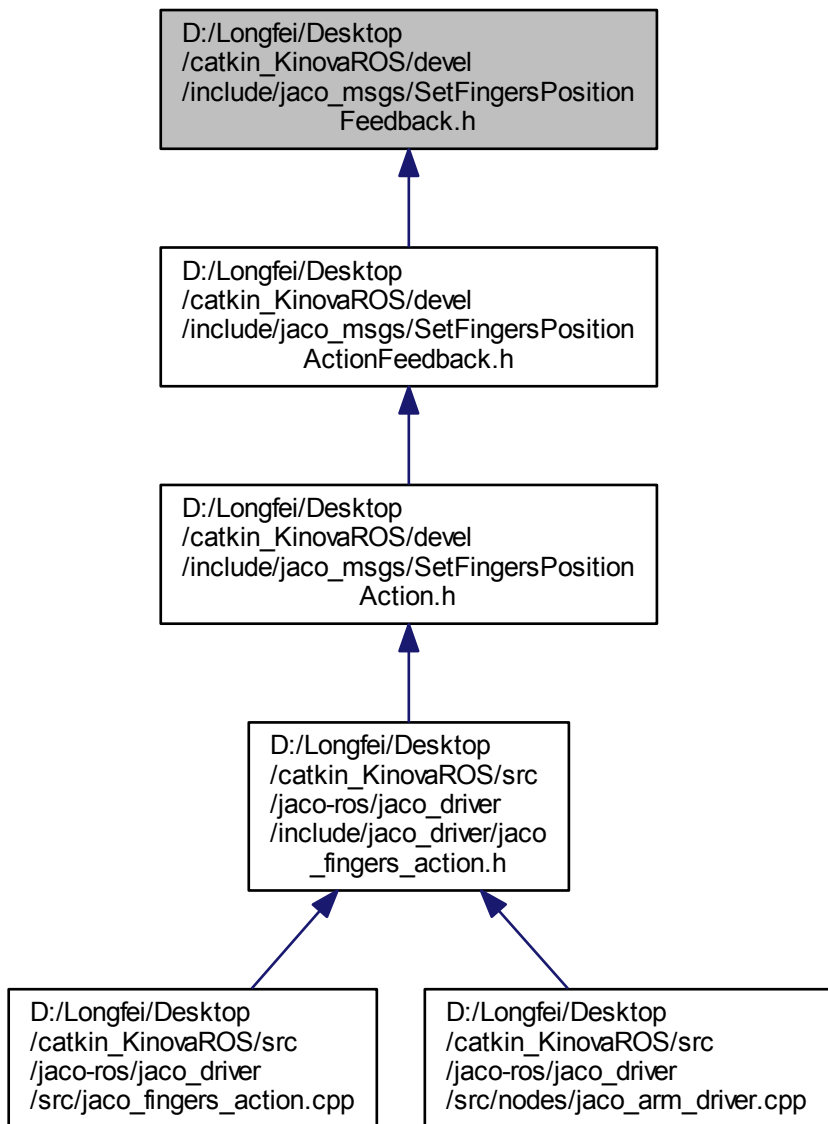 D:/Longfei/Desktop
/catkin_KinovaROS/devel
/include/jaco_msgs/SetFingersPosition
Feedback.h
D:/Longfei/Desktop
/catkin_KinovaROS/devel
/include/jaco_msgs/SetFingersPosition
ActionFeedback.h
D:/Longfei/Desktop
/catkin_KinovaROS/devel
/include/jaco_msgs/SetFingersPosition
Action.h
D:/Longfei/Desktop
/catkin_KinovaROS/src
/jaco-ros/jaco_driver
/include/jaco_driver/jaco
_fingers_action.h
D:/Longfei/Desktop
/catkin_KinovaROS/src
/jaco-ros/jaco_driver
/src/jaco_fingers_action.cpp
D:/Longfei/Desktop
/catkin_KinovaROS/src
/jaco-ros/jaco_driver
/src/nodes/jaco_arm_driver.cpp